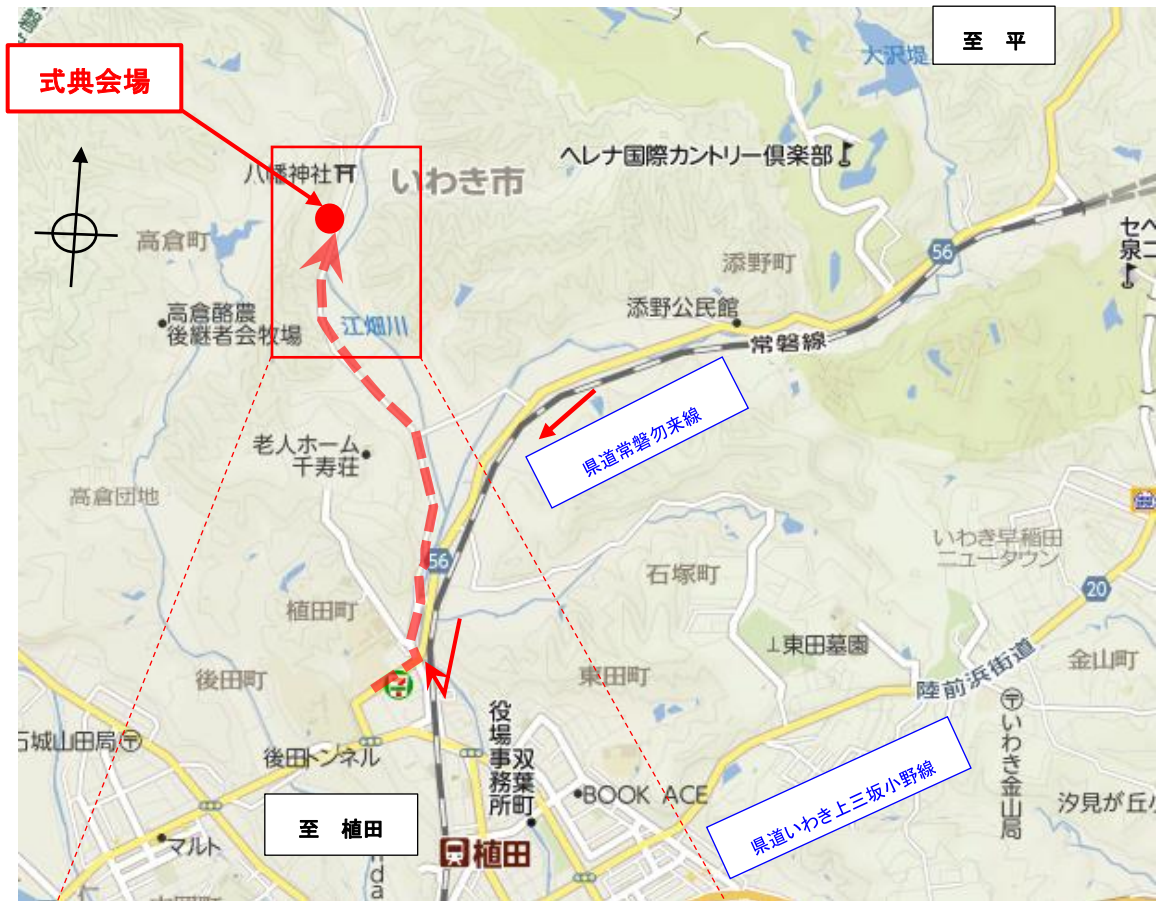 至 平
大沢堤
式典会場
八幡神社
いわき市
ヘレナ国際カントリー倶楽部
高倉町
添野町
56
添野公民館
常磐線
高倉酪農
後継者会牧場
江畑川
県道常磐勿来線
老人ホーム
千寿荘
高倉団地
56
石塚町
いわき早稲田
ニュータウン
20
植田町
東田墓園
金山町
後田町
東田町
陸前浜街道
石城山田局
後田トンネル
双葉町
役場
事務所
いわき金山局
BOOK ACE
県道いわき上三坂小野線
汐見が丘小
至 植田
マルト
植田
da